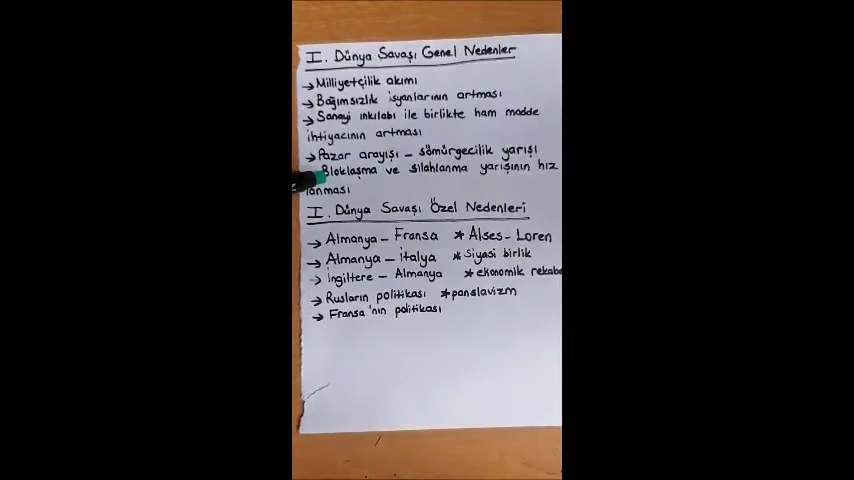 I. Dünya Savaşı Genel Nedenler
→ Milliyetçilik akımı
→ Bağımsızlık isyanlarının artması
→ Sanayi inkılabı ile birlikte ham madde
ihtiyacının artması
→ Pazar arayışı - sömürgecilik yarışı
Bloklaşma ve silahlanma yarışının hız
lanması
I. Dünya Savaşı Özel Nedenleri
→ Almanya - Fransa * Alses - Loren
→ Almanya - İtalya * siyasi birlik
→ İngiltere - Almanya * ekonomik rekabe
→ Rusların politikası * panslavizm
→ Fransa'nın politikası